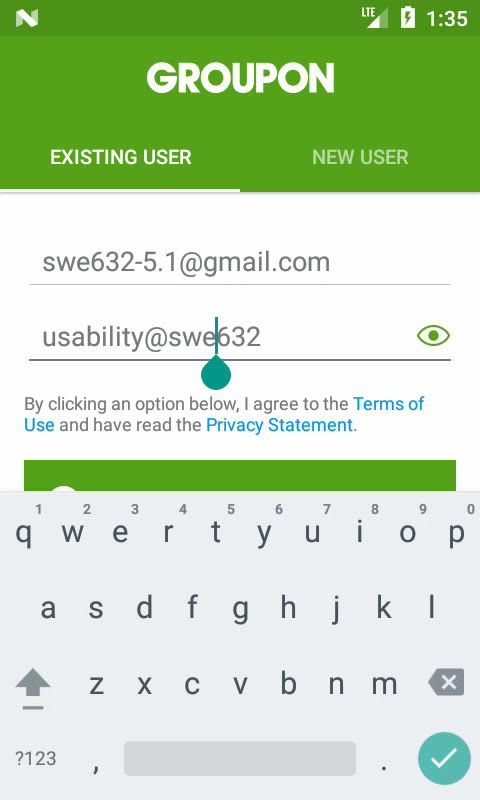 LTE 1:35
GROUPON
EXISTING USER NEW USER
swe632-5.1@gmail.com
usability@swe632
By clicking an option below, I agree to the Terms of
Use and have read the Privacy Statement.
1 2 3 4 5 6 7 8 9 0
q w e r t y u i o p
a s d f g h j k l
z x c v b n m
?123 , .